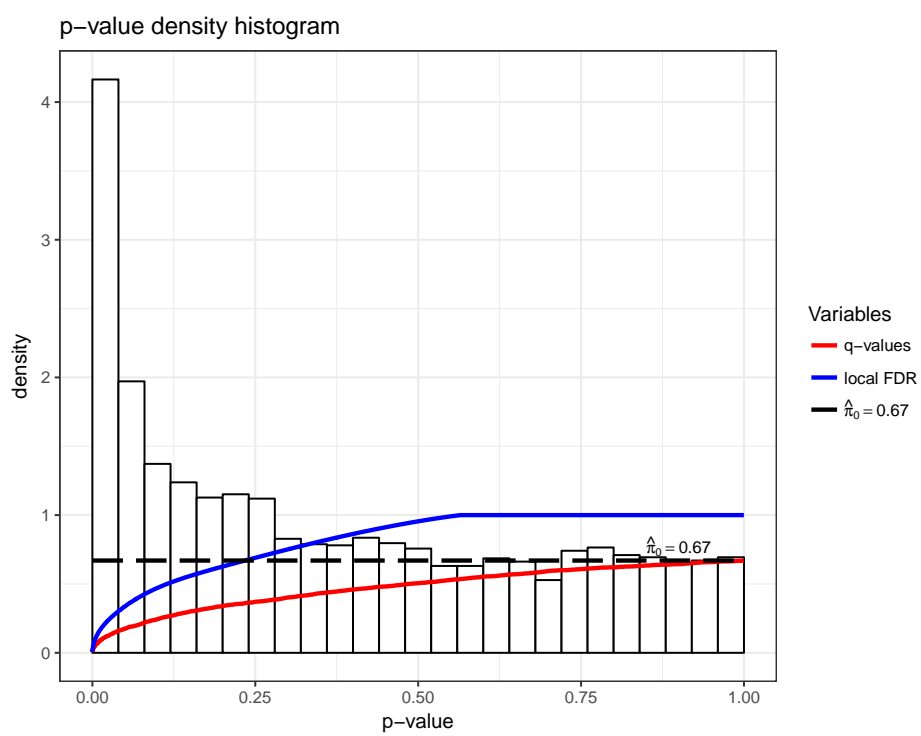 p−value density histogram
4
3
2
1
0
density
0.00
0.25
0.50
0.75
1.00
p−value
π̂₀ = 0.67
Variables
q−values
local FDR
π̂₀ = 0.67